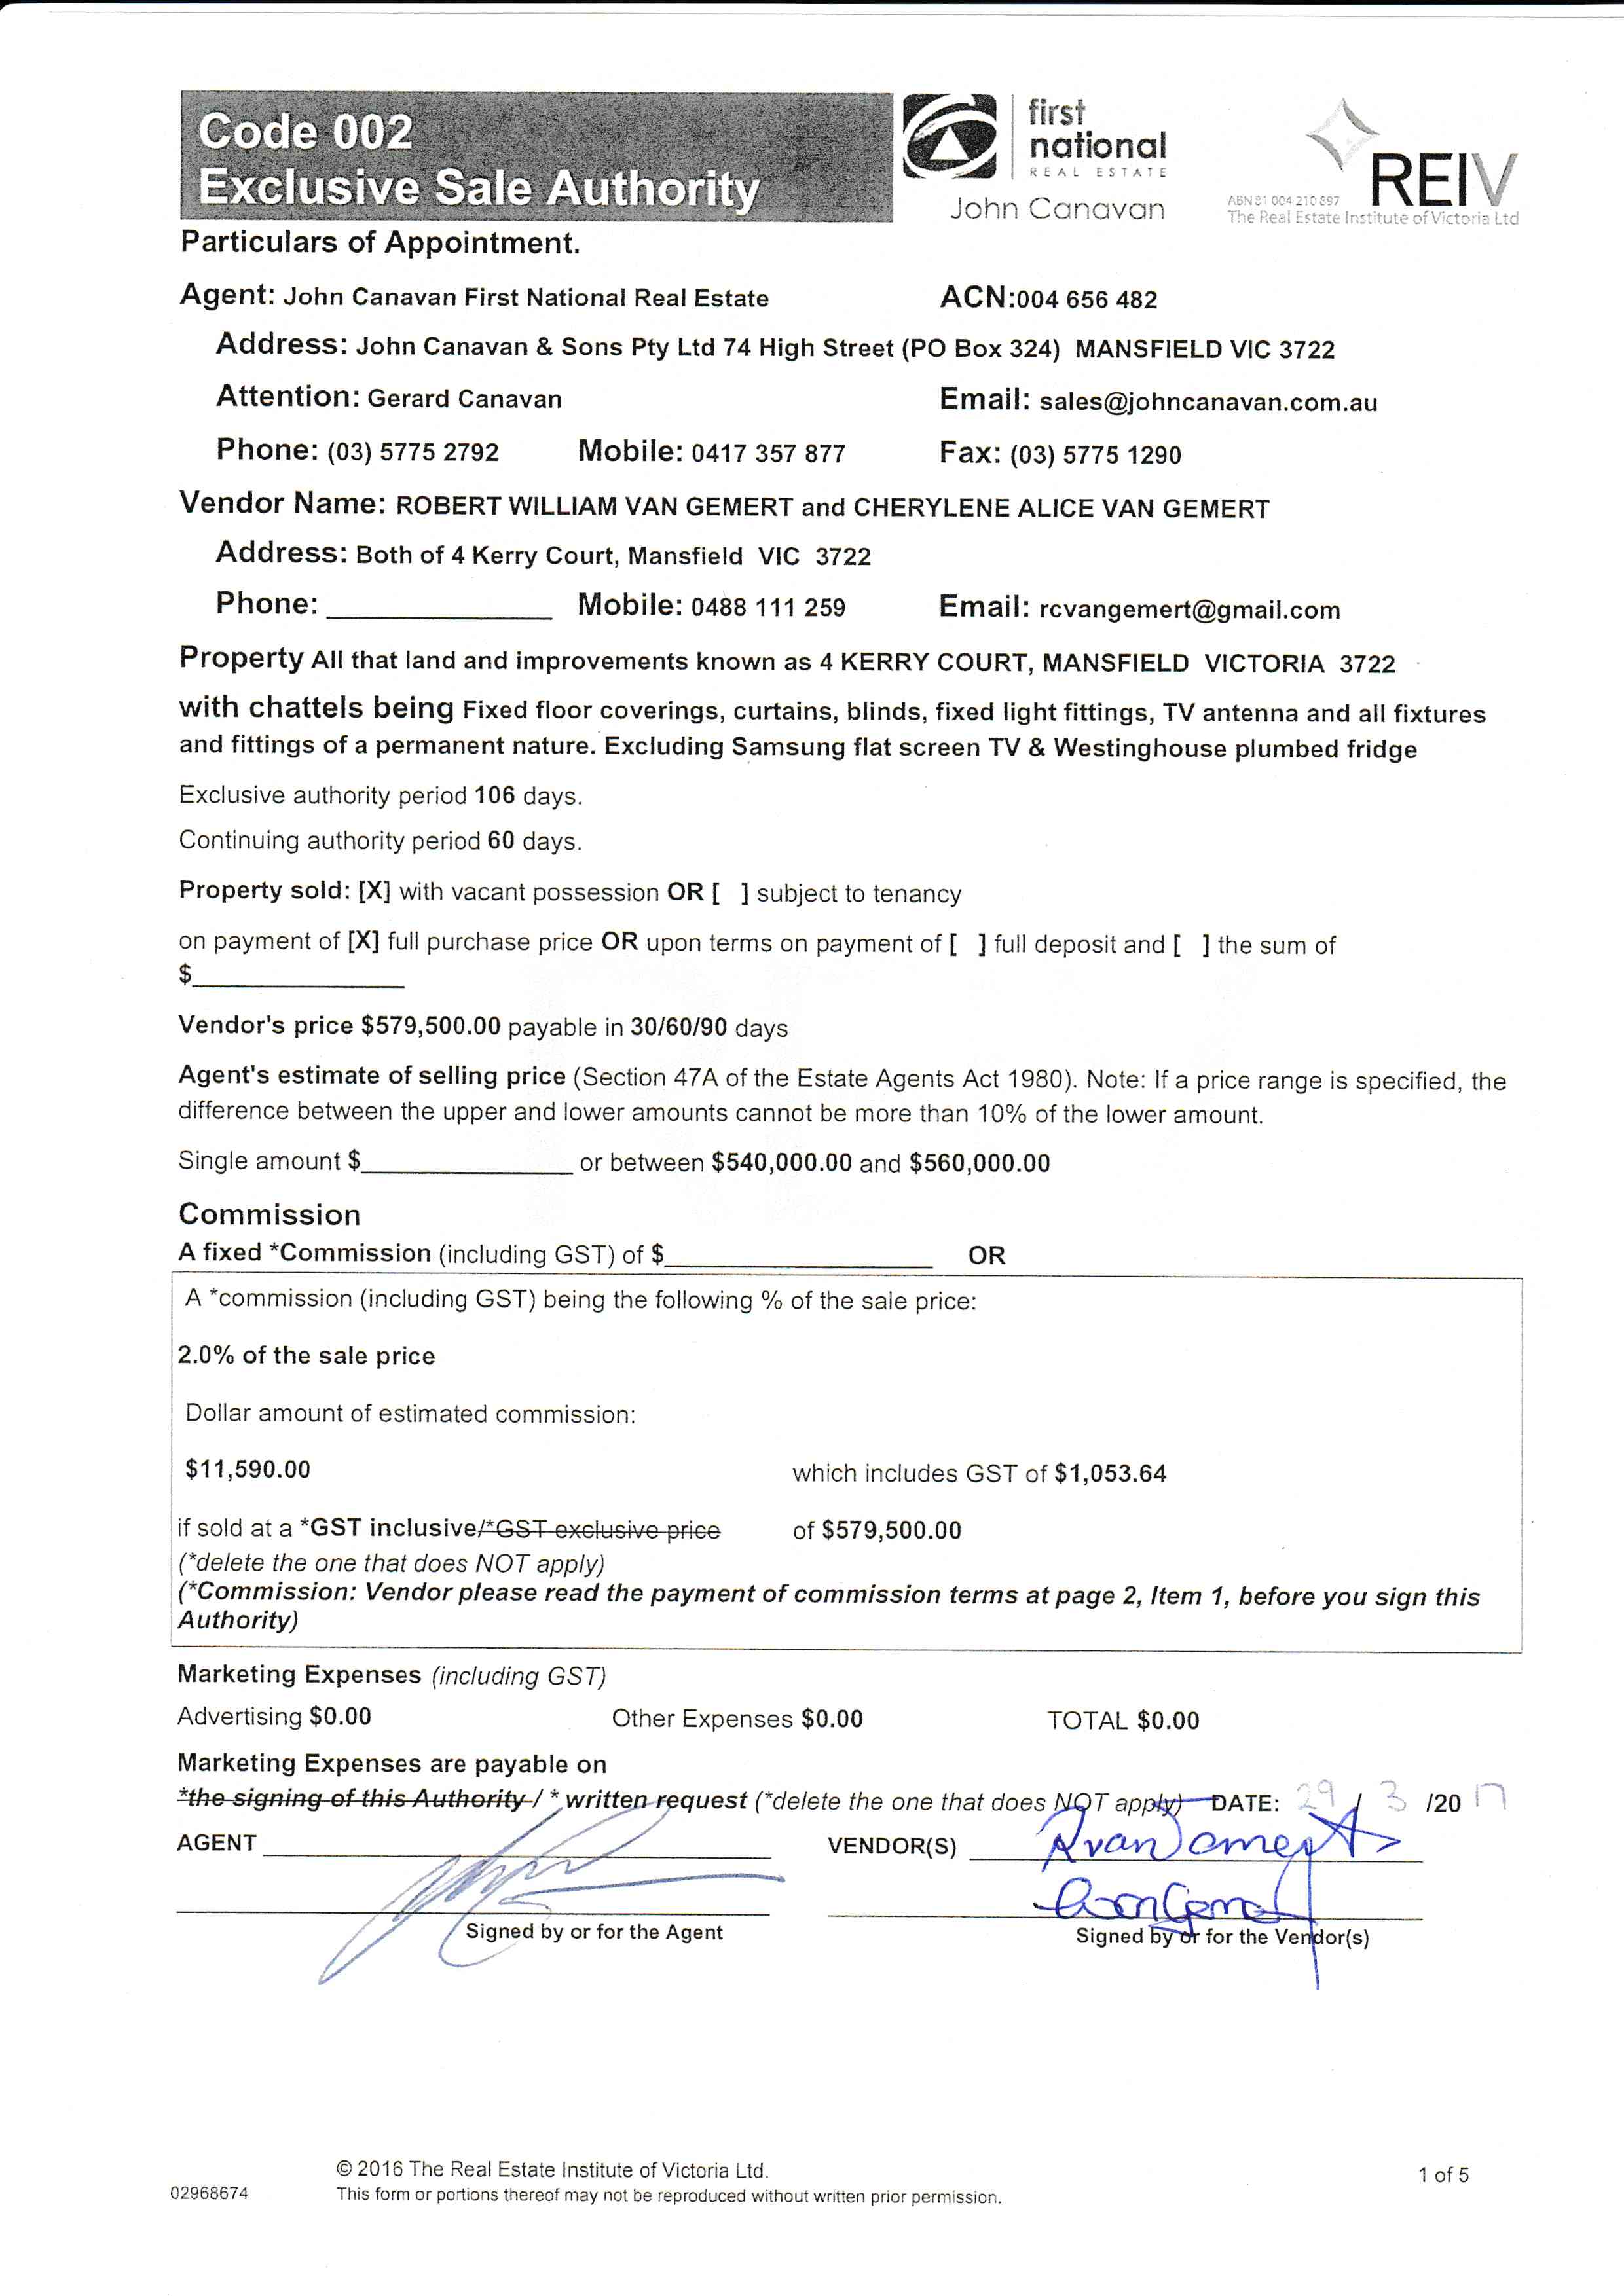 Code 002
Exclusive Sale Authority
first
national
REAL ESTATE
John Canavan
REIV
ABN 81 004 210 897
The Real Estate Institute of Victoria Ltd
Particulars of Appointment.
Agent: John Canavan First National Real Estate ACN:004 656 482
Address: John Canavan & Sons Pty Ltd 74 High Street (PO Box 324) MANSFIELD VIC 3722
Attention: Gerard Canavan Email: sales@johncanavan.com.au
Phone: (03) 5775 2792 Mobile: 0417 357 877 Fax: (03) 5775 1290
Vendor Name: ROBERT WILLIAM VAN GEMERT and CHERYLENE ALICE VAN GEMERT
Address: Both of 4 Kerry Court, Mansfield VIC 3722
Phone: ____________ Mobile: 0488 111 259 Email: rcvangemert@gmail.com
Property All that land and improvements known as 4 KERRY COURT, MANSFIELD VICTORIA 3722
with chattels being Fixed floor coverings, curtains, blinds, fixed light fittings, TV antenna and all fixtures
and fittings of a permanent nature. Excluding Samsung flat screen TV & Westinghouse plumbed fridge
Exclusive authority period 106 days.
Continuing authority period 60 days.
Property sold: [X] with vacant possession OR [ ] subject to tenancy
on payment of [X] full purchase price OR upon terms on payment of [ ] full deposit and [ ] the sum of
$____________
Vendor's price $579,500.00 payable in 30/60/90 days
Agent's estimate of selling price (Section 47A of the Estate Agents Act 1980). Note: If a price range is specified, the
difference between the upper and lower amounts cannot be more than 10% of the lower amount.
Single amount $____________ or between $540,000.00 and $560,000.00
Commission
A fixed *Commission (including GST) of $____________ OR
A *commission (including GST) being the following % of the sale price:
2.0% of the sale price
Dollar amount of estimated commission:
$11,590.00 which includes GST of $1,053.64
if sold at a *GST inclusive/*GST exclusive price of $579,500.00
(*delete the one that does NOT apply)
(*Commission: Vendor please read the payment of commission terms at page 2, Item 1, before you sign this
Authority)
Marketing Expenses (including GST)
Advertising $0.00 Other Expenses $0.00 TOTAL $0.00
Marketing Expenses are payable on
*the signing of this Authority / * written request (*delete the one that does NOT apply) DATE: 29 / 3 /20 17
AGENT ____________ VENDOR(S) ____________
Signed by or for the Agent Signed by or for the Vendor(s)
© 2016 The Real Estate Institute of Victoria Ltd. 1 of 5
02968674 This form or portions thereof may not be reproduced without written prior permission.